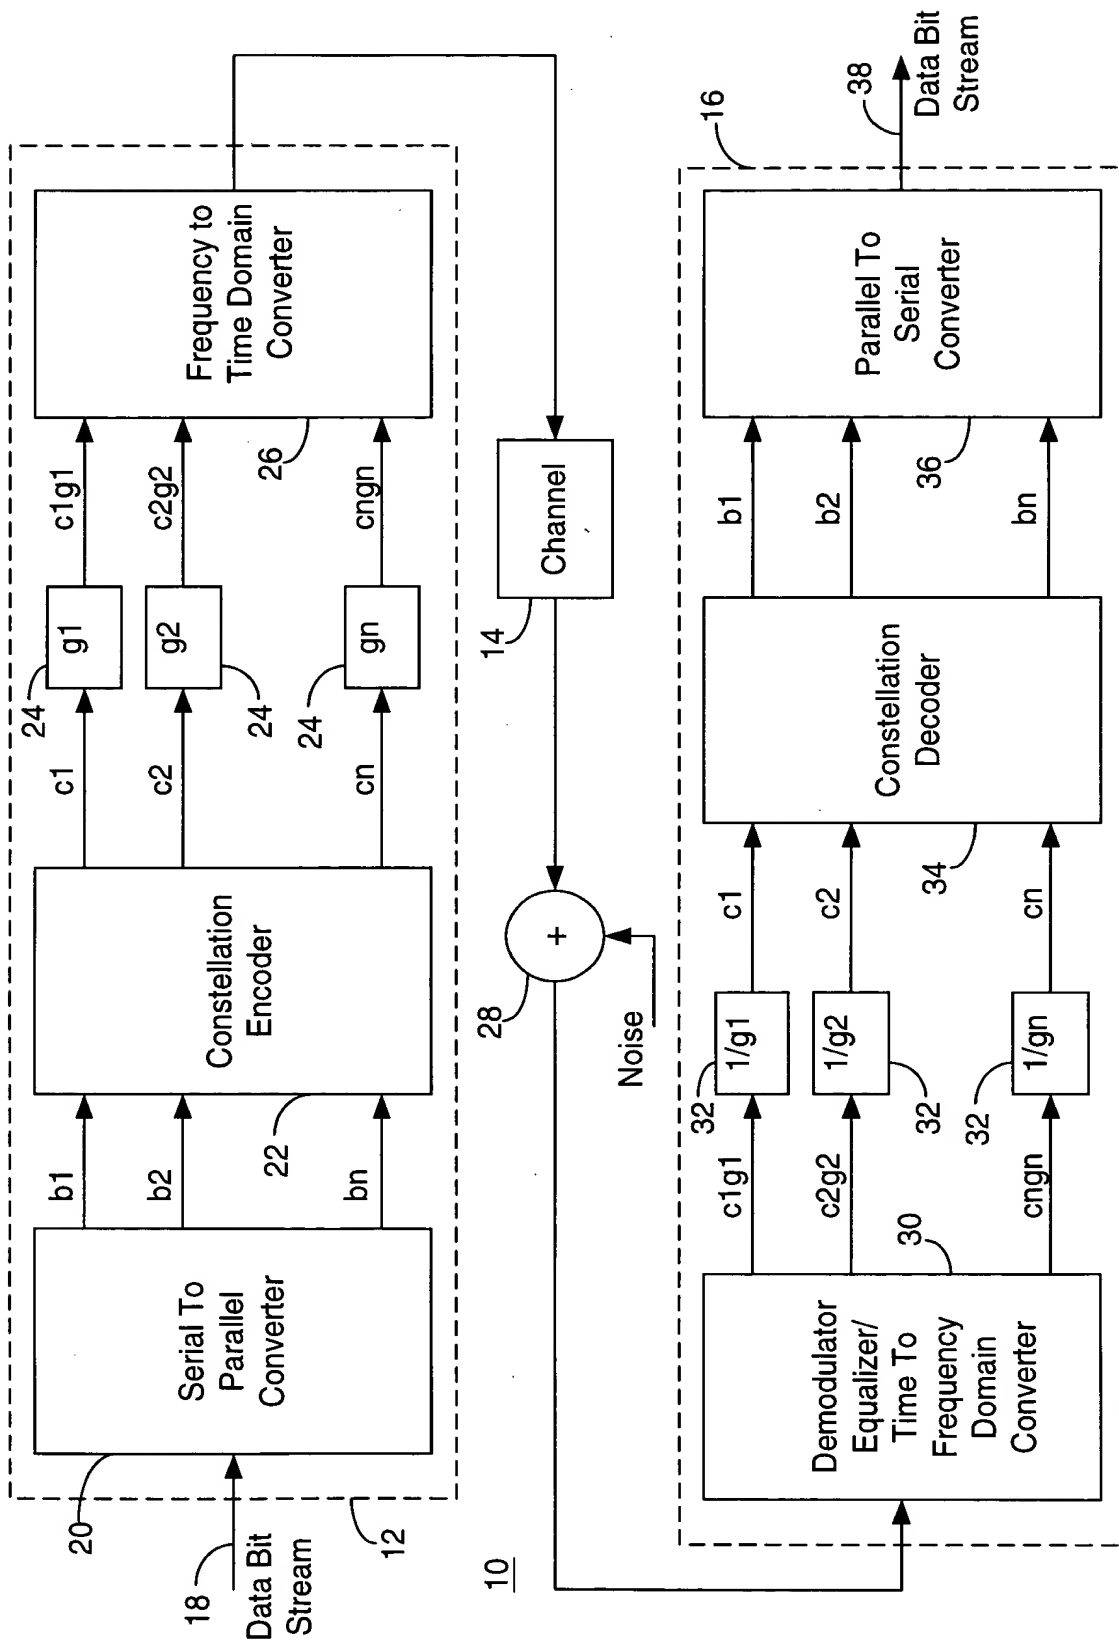 18
Data Bit
Stream
20
Serial To
Parallel
Converter
12
b1
b2
bn
22
Constellation
Encoder
c1
c2
cn
24
g1
24
g2
24
gn
c1g1
c2g2
cngn
26
Frequency to
Time Domain
Converter
10
14
Channel
28
+
Noise
16
30
Demodulator
Equalizer/
Time To
Frequency
Domain
Converter
c1g1
c2g2
cngn
32
1/g1
32
1/g2
32
1/gn
c1
c2
cn
34
Constellation
Decoder
b1
b2
bn
36
Parallel To
Serial
Converter
38
Data Bit
Stream